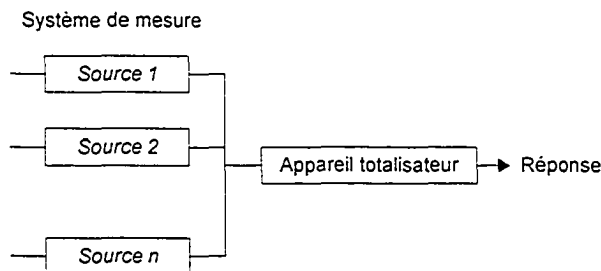 Système de mesure
Source 1
Source 2
Appareil totalisateur
Réponse
Source n